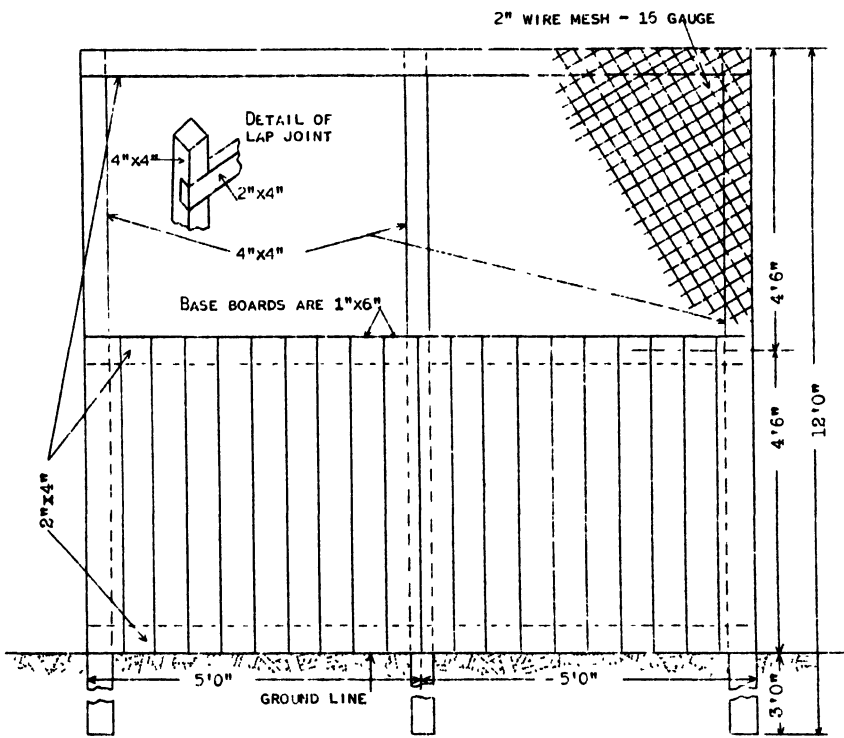 2" WIRE MESH - 15 GAUGE
DETAIL OF
LAP JOINT
4"X4"
2"X4"
4"X4"
BASE BOARDS ARE 1"X6"
4'6"
4'6"
12'0"
2"X4"
5'0"
5'0"
GROUND LINE
3'0"